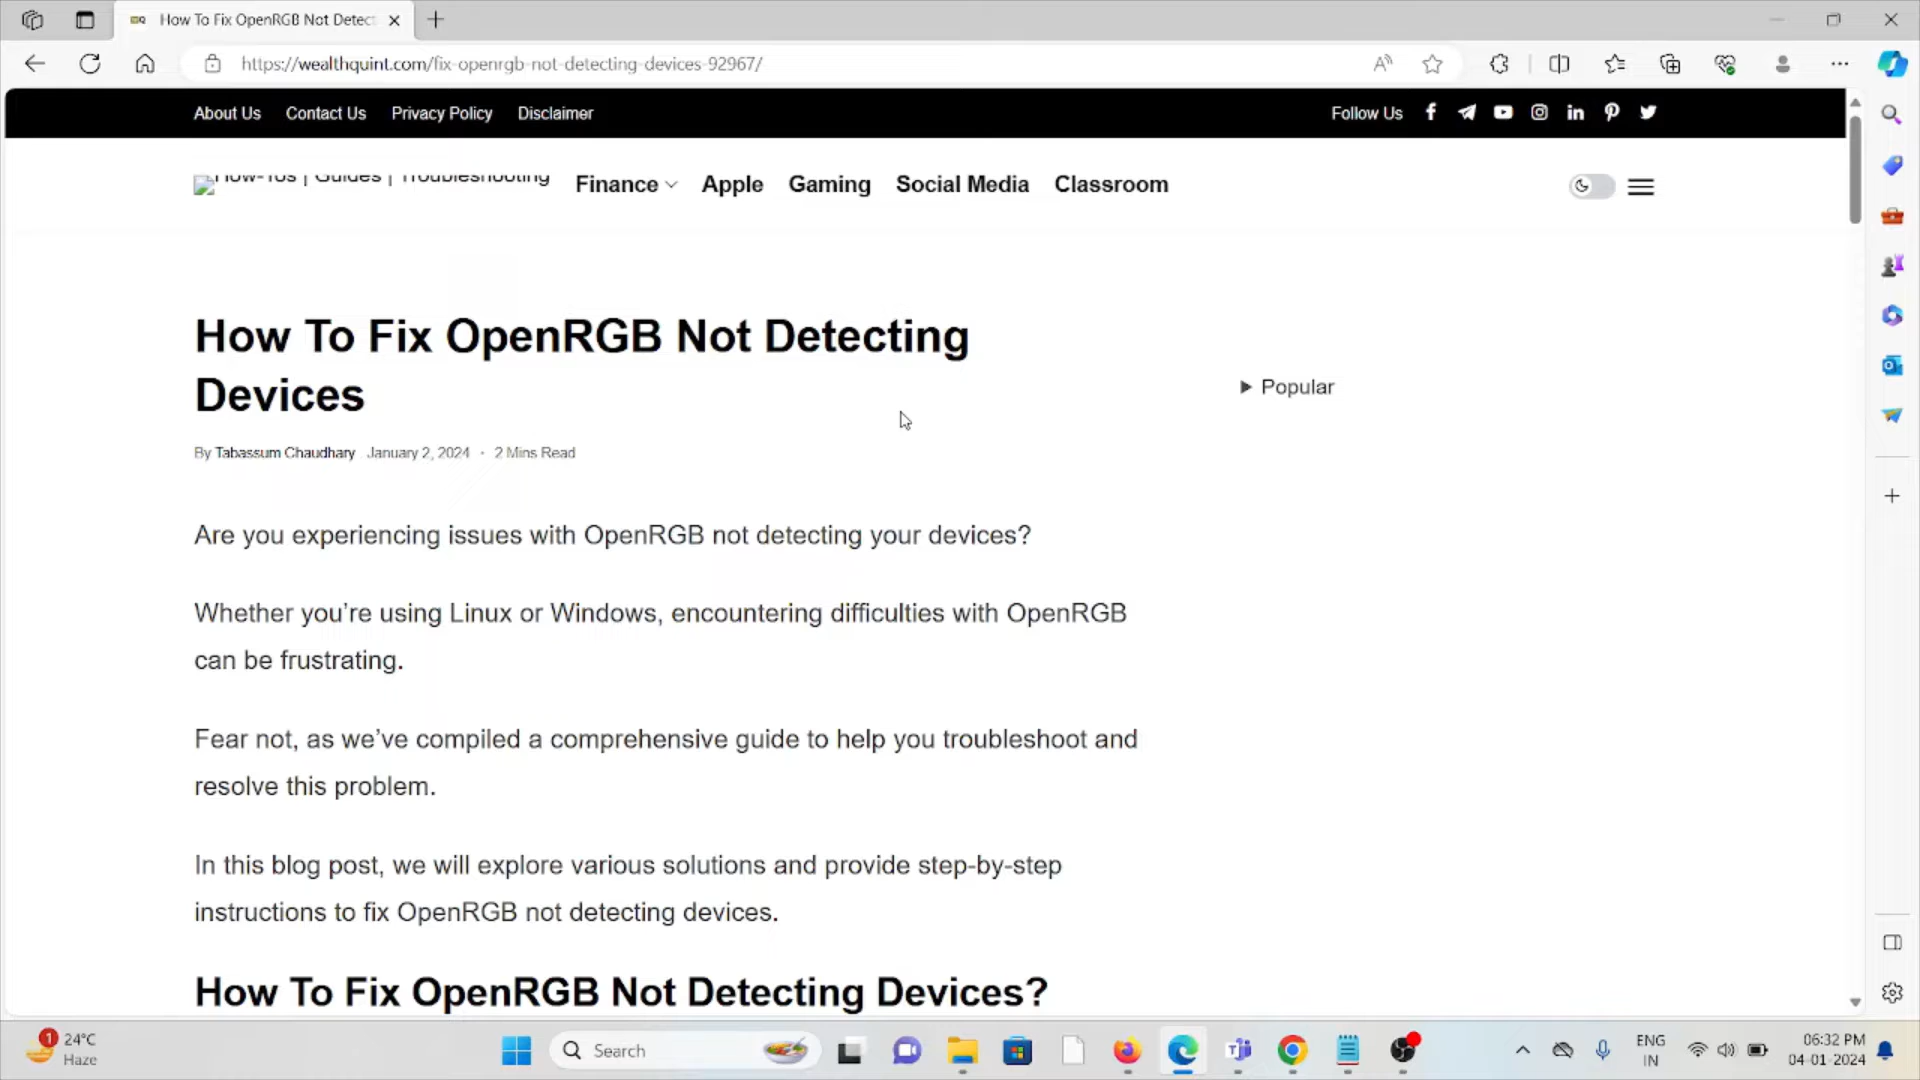 How To Fix OpenRGB Not Detect
https://wealthquint.com/fix-openrgb-not-detecting-devices-92967/
About Us Contact Us Privacy Policy Disclaimer Follow Us
How-Tos | Guides | Troubleshooting Finance Apple Gaming Social Media Classroom
How To Fix OpenRGB Not Detecting
Devices
Popular
By Tabassum Chaudhary January 2, 2024 · 2 Mins Read
Are you experiencing issues with OpenRGB not detecting your devices?
Whether you’re using Linux or Windows, encountering difficulties with OpenRGB
can be frustrating.
Fear not, as we’ve compiled a comprehensive guide to help you troubleshoot and
resolve this problem.
In this blog post, we will explore various solutions and provide step-by-step
instructions to fix OpenRGB not detecting devices.
How To Fix OpenRGB Not Detecting Devices?
1 24°C
Haze
Search
ENG
IN
06:32 PM
04-01-2024